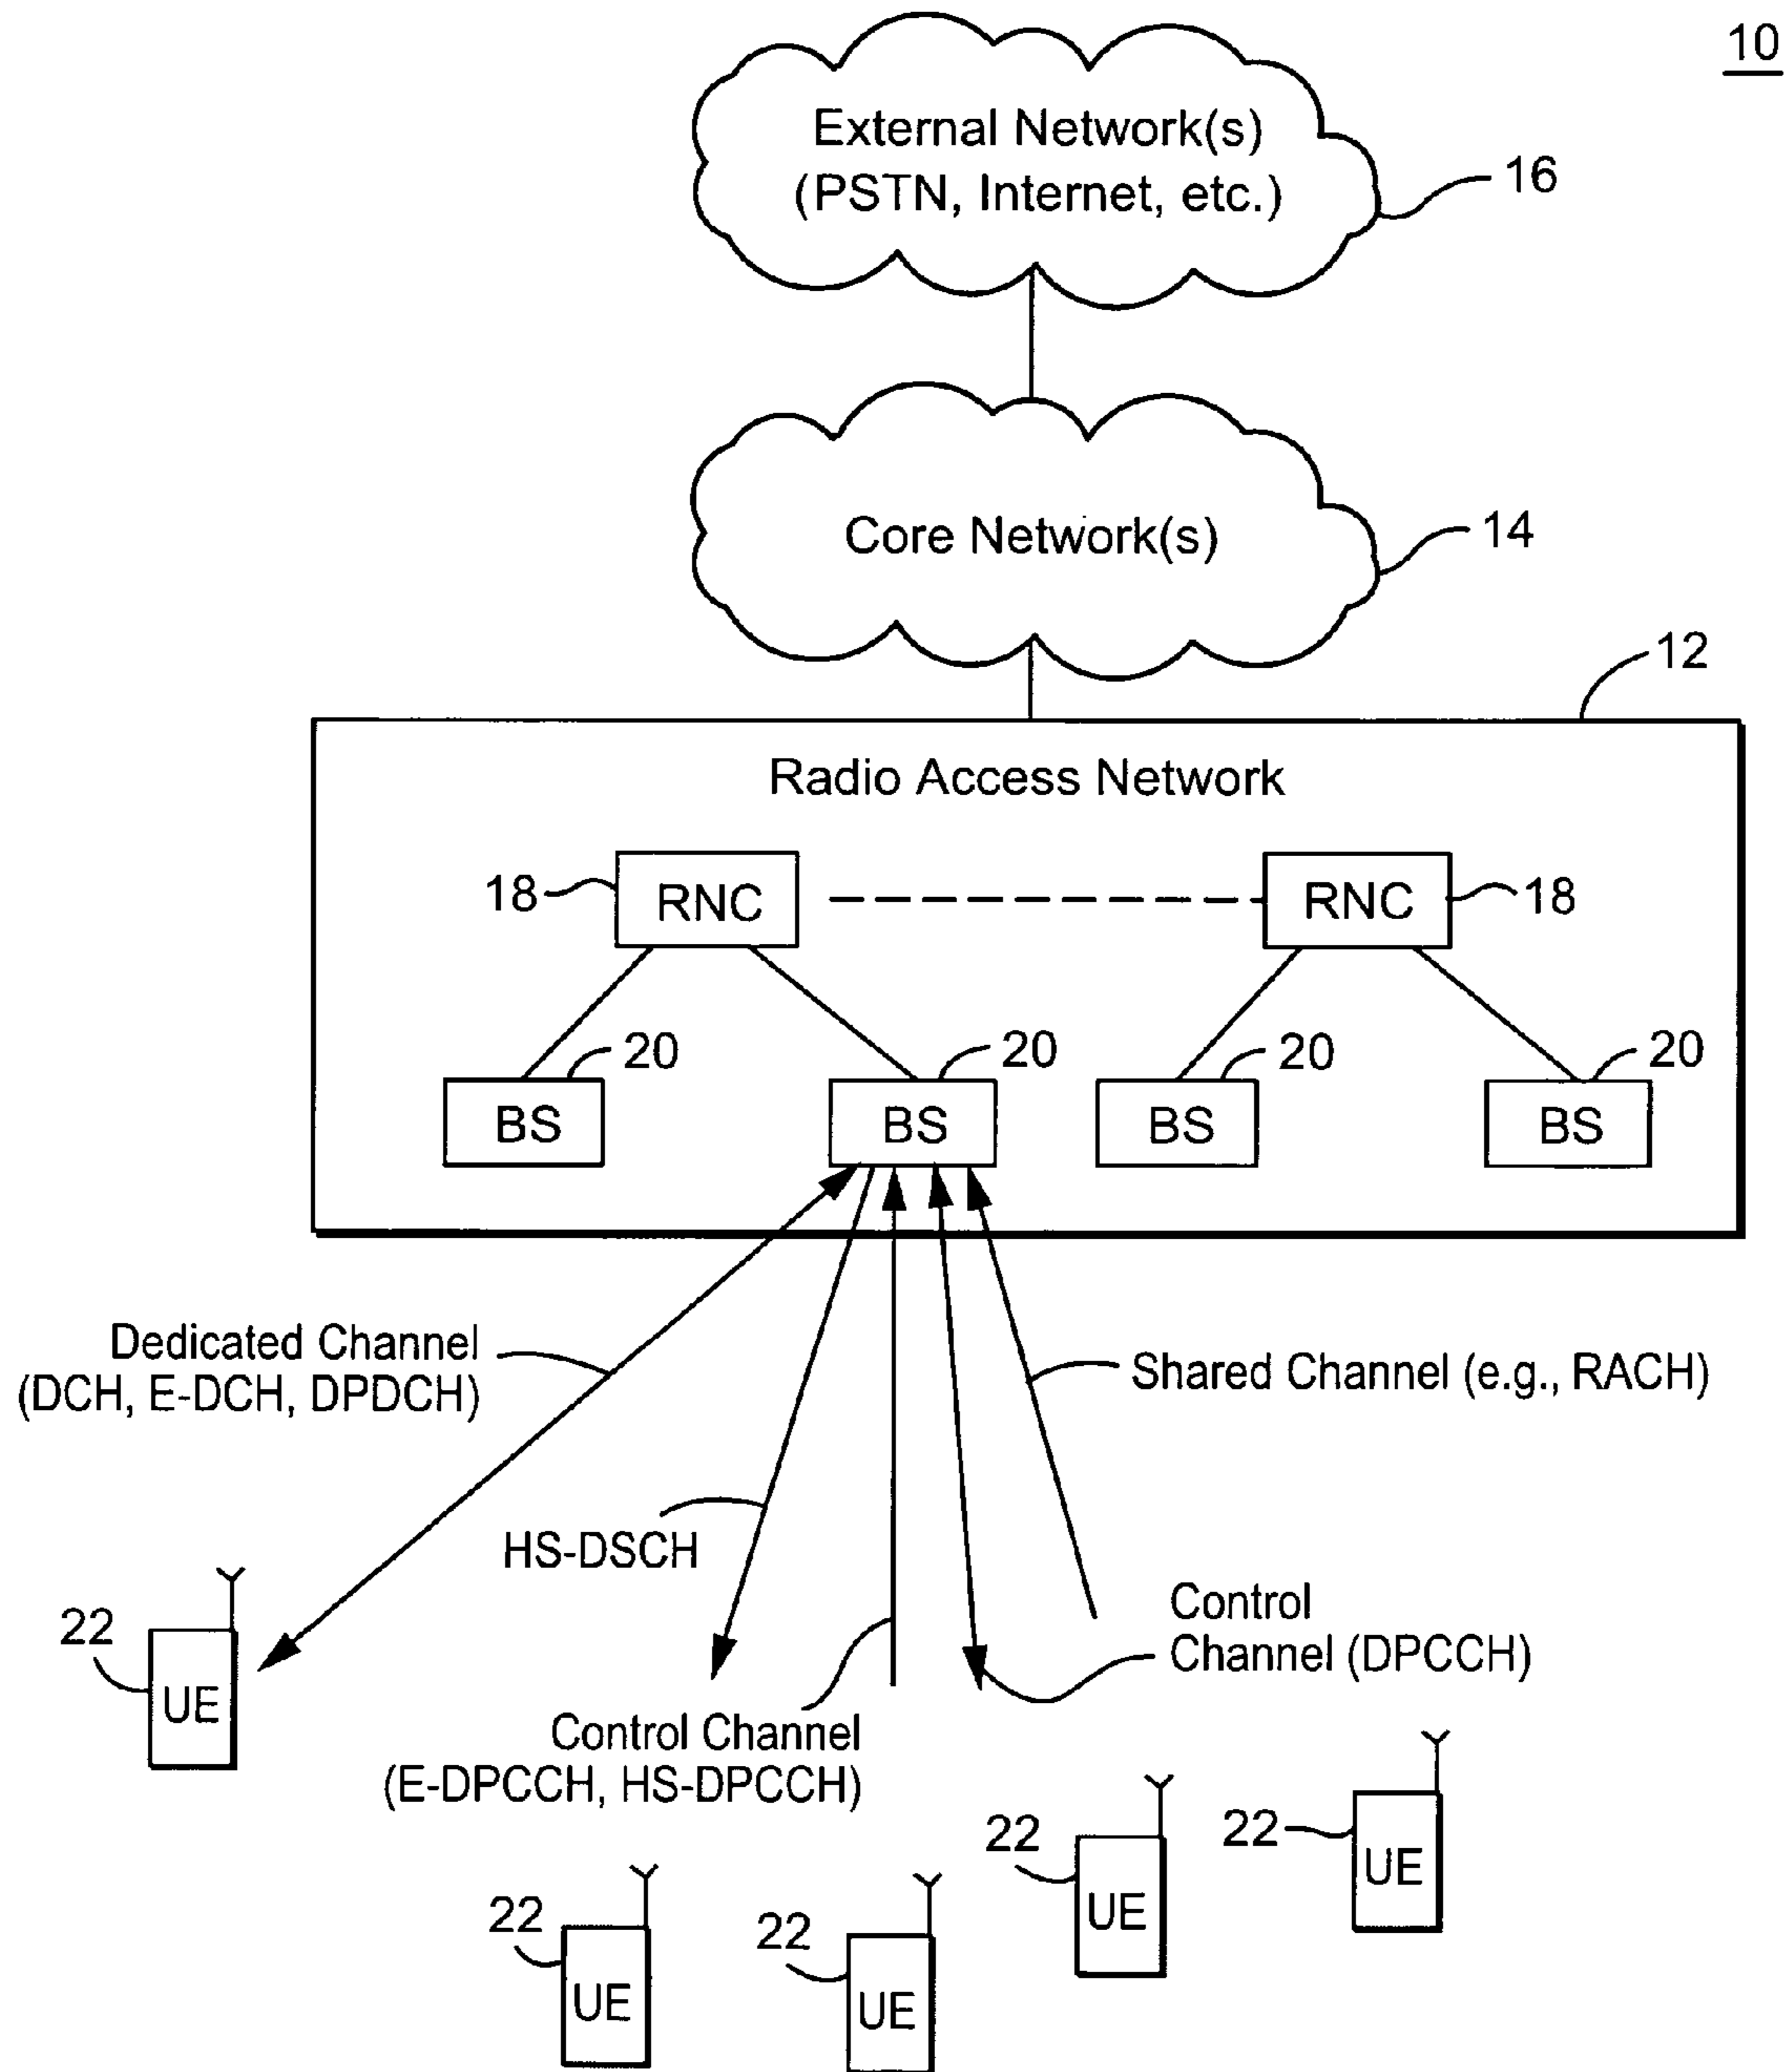 10
External Network(s)
(PSTN, Internet, etc.)
16
Core Network(s)
14
12
Radio Access Network
18
RNC
RNC
18
20
20
20
20
BS
BS
BS
BS
Dedicated Channel
(DCH, E-DCH, DPDCH)
Shared Channel (e.g., RACH)
HS-DSCH
Control
Channel (DPCCH)
22
UE
Control Channel
(E-DPCCH, HS-DPCCH)
22
UE
22
UE
22
UE
22
UE